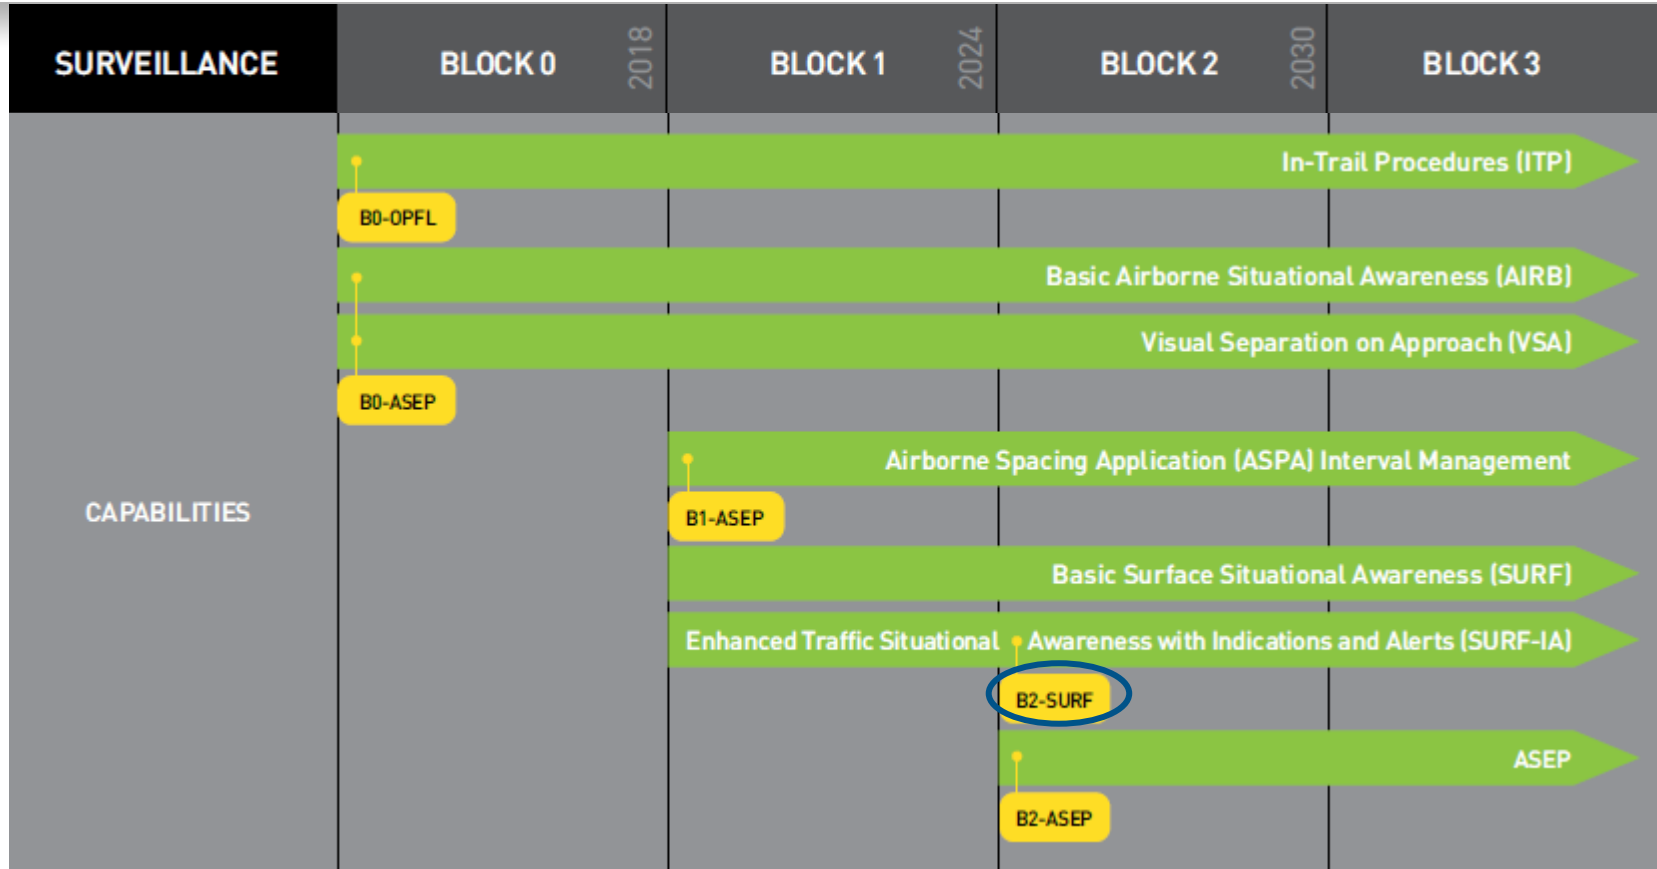 SURVEILLANCE
BLOCK 0
2018
BLOCK 1
2024
BLOCK 2
2030
BLOCK 3
In-Trail Procedures (ITP)
B0-OPFL
Basic Airborne Situational Awareness (AIRB)
Visual Separation on Approach (VSA)
B0-ASEP
Airborne Spacing Application (ASPA) Interval Management
CAPABILITIES
B1-ASEP
Basic Surface Situational Awareness (SURF)
Enhanced Traffic Situational Awareness with Indications and Alerts (SURF-IA)
B2-SURF
ASEP
B2-ASEP